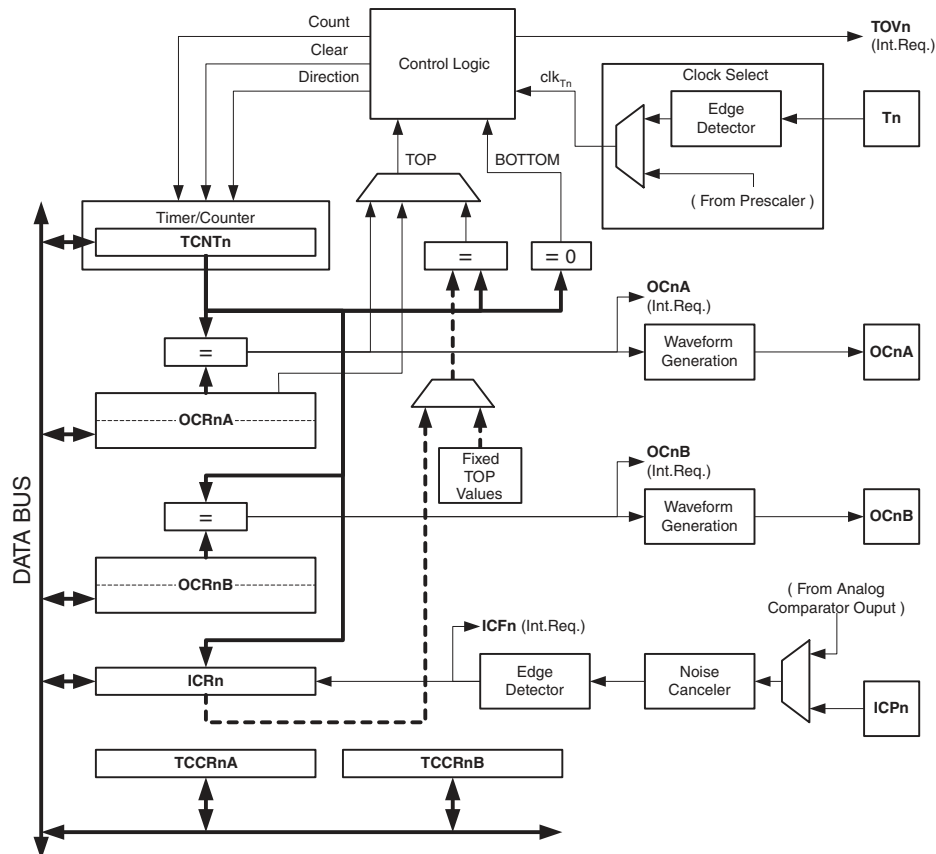 Count
Clear
Direction
Control Logic
TOVn
(Int.Req.)
clkTn
Clock Select
Edge
Detector
Tn
( From Prescaler )
TOP
BOTTOM
Timer/Counter
TCNTn
=
= 0
OCnA
(Int.Req.)
=
Waveform
Generation
OCnA
OCRnA
Fixed
TOP
Values
OCnB
(Int.Req.)
=
Waveform
Generation
OCnB
DATA BUS
OCRnB
( From Analog
Comparator Ouput )
ICFn (Int.Req.)
ICRn
Edge
Detector
Noise
Canceler
ICPn
TCCRnA
TCCRnB